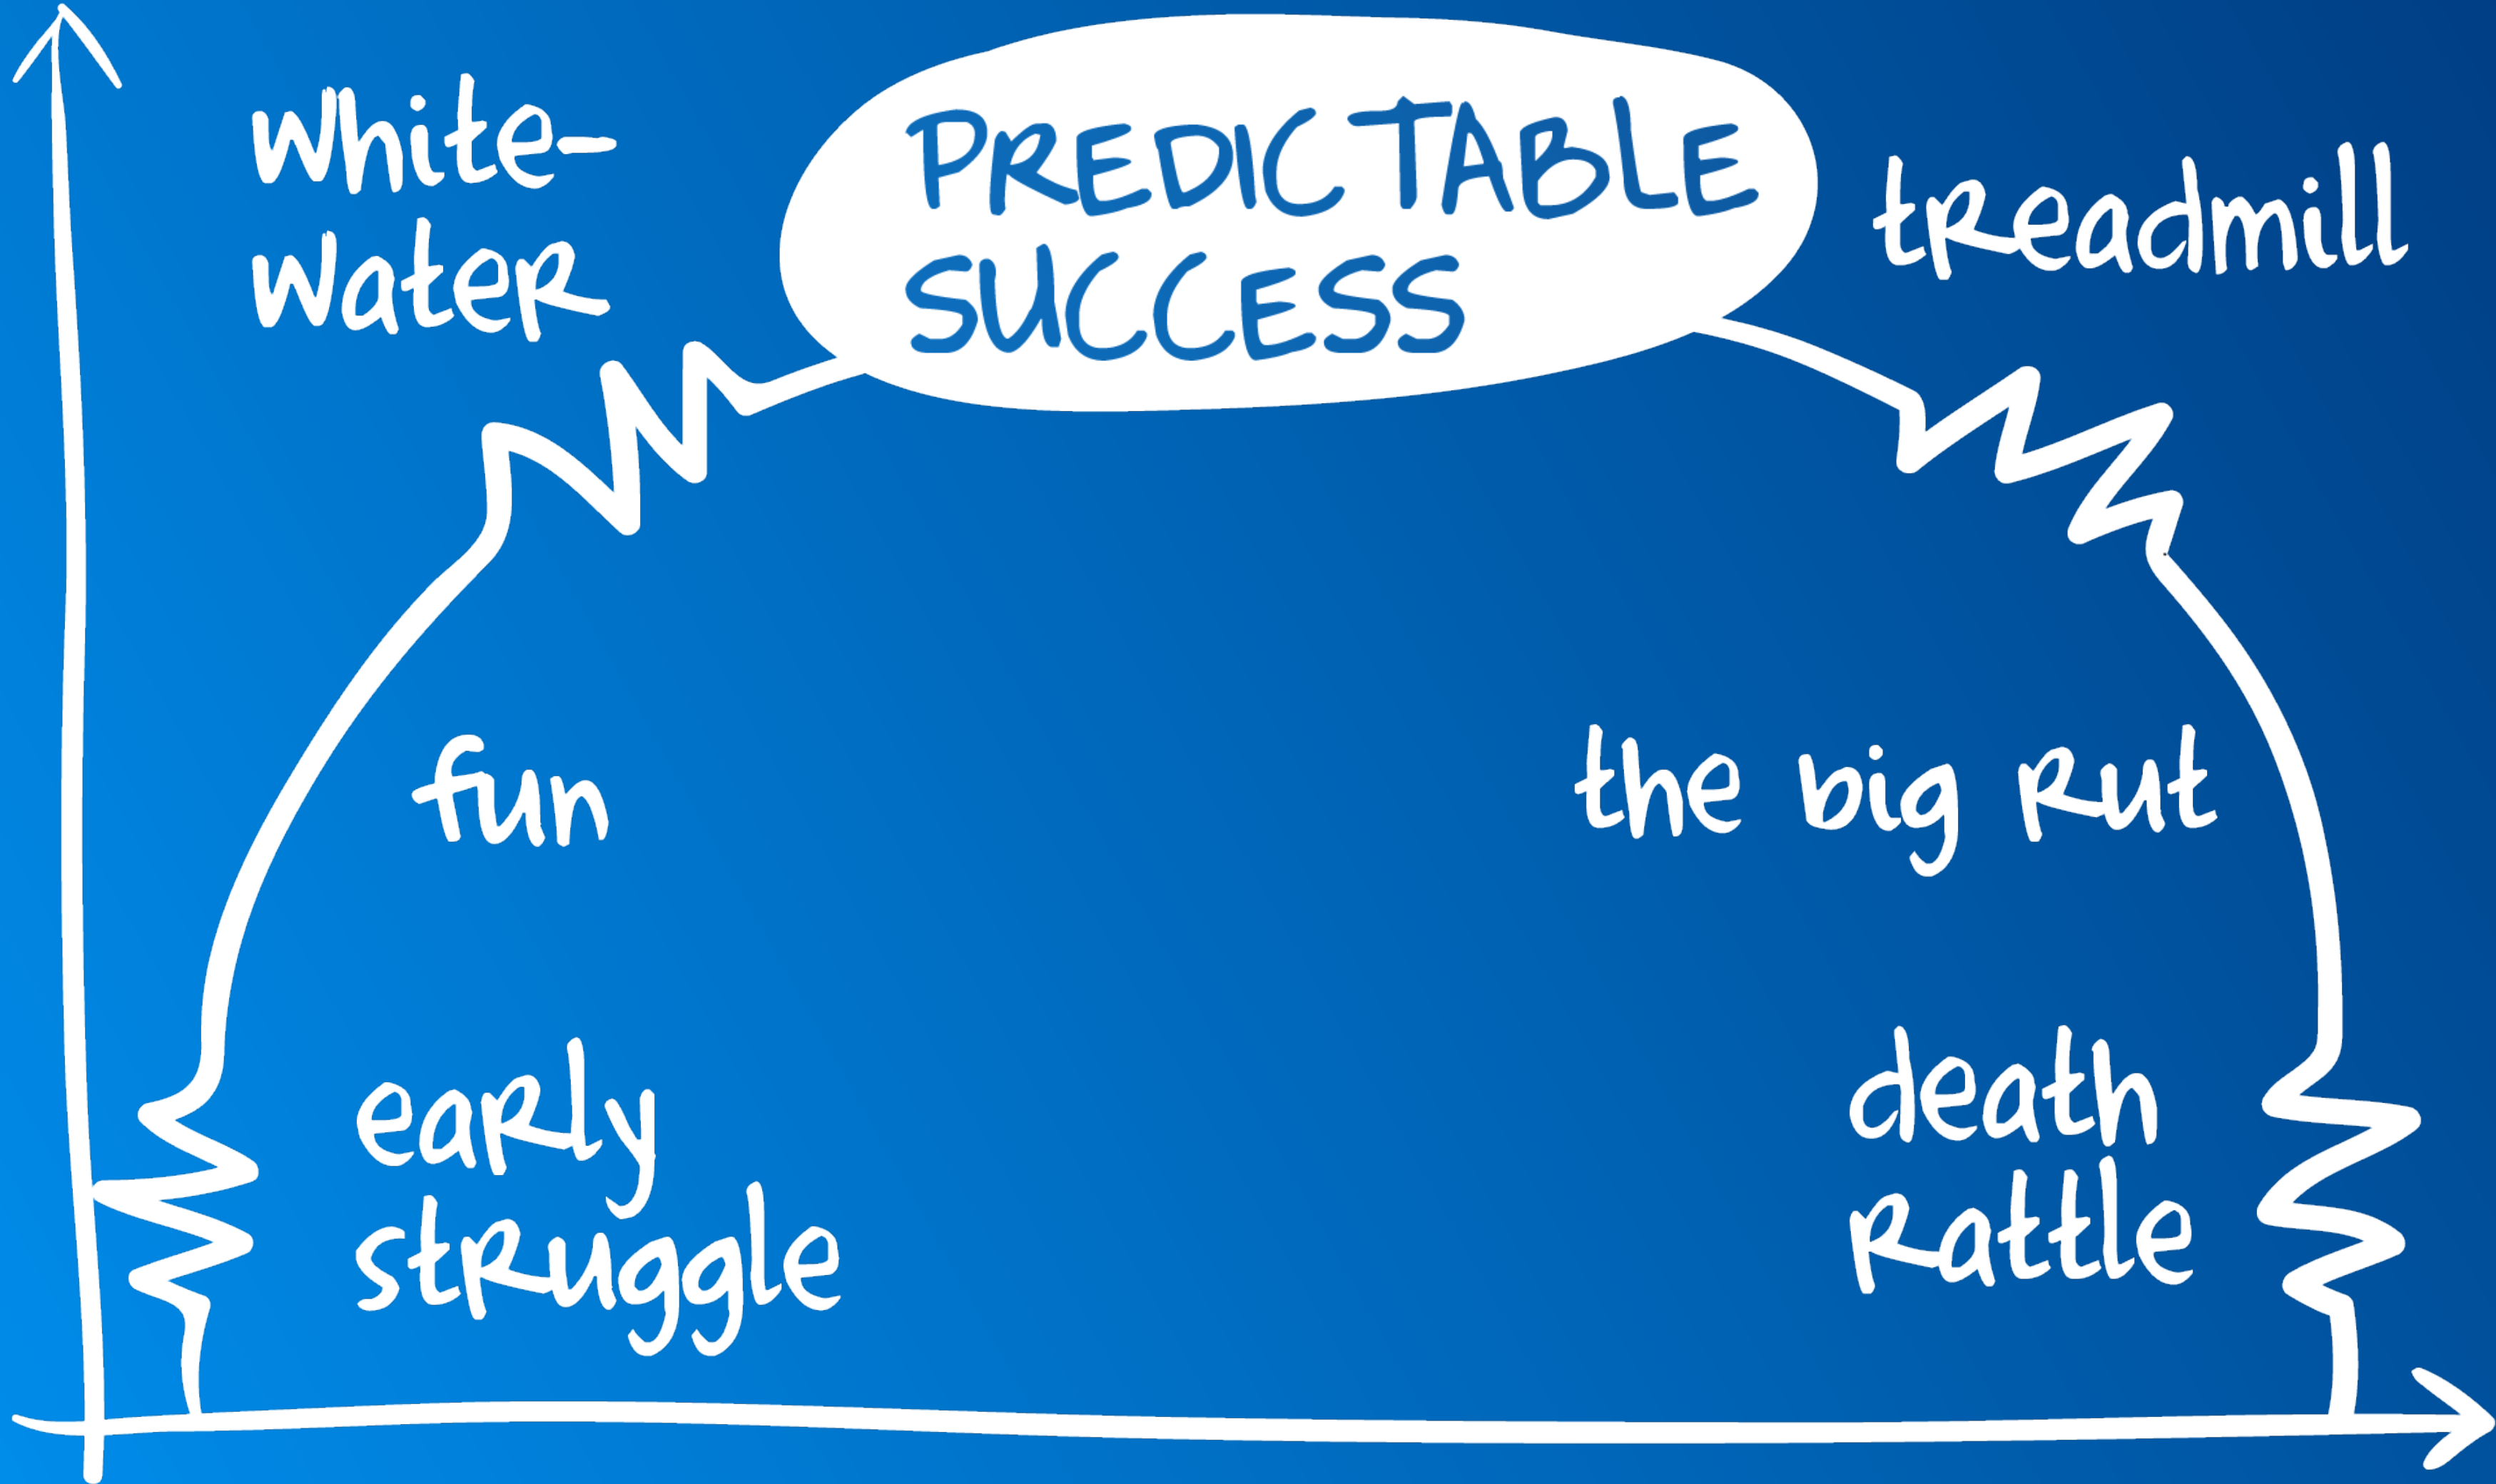 white-
water
PREDICTABLE
SUCCESS
treadmill
fun
the big rut
early
struggle
death
rattle